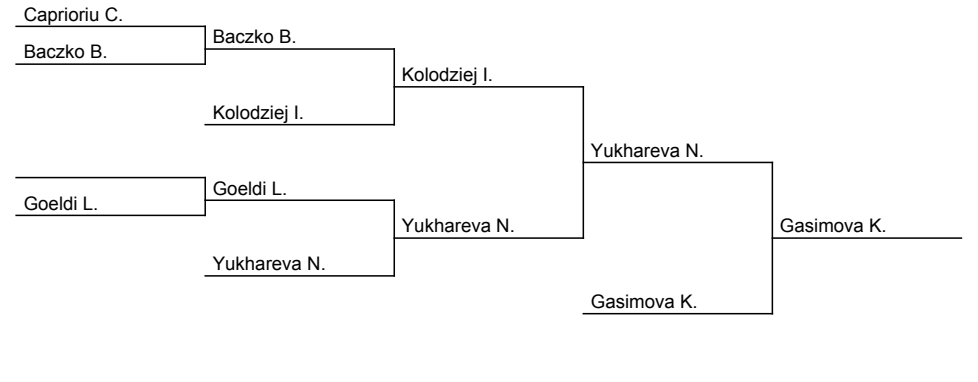 Caprioriu C.
Baczko B.
Baczko B.
Kolodziej I.
Kolodziej I.
Yukhareva N.
Goeldi L.
Goeldi L.
Yukhareva N.
Gasimova K.
Yukhareva N.
Gasimova K.